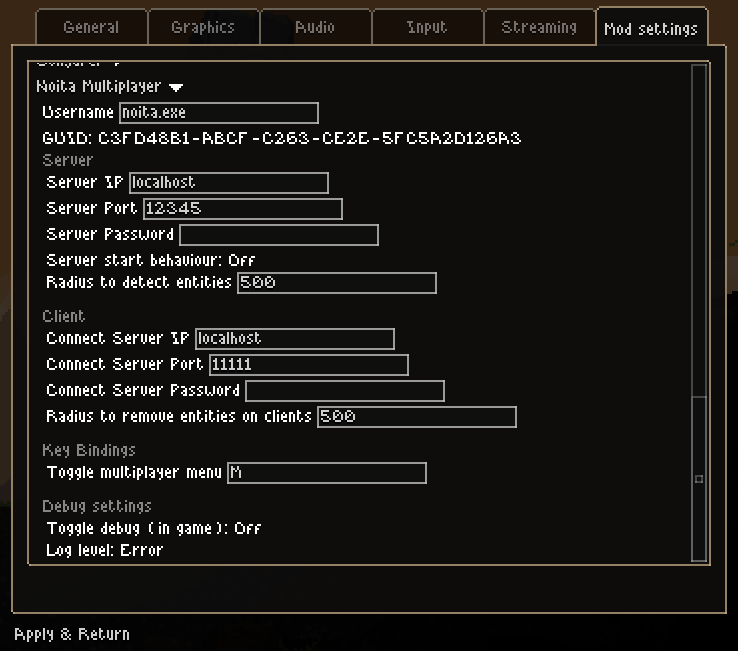 General Graphics Audio Input Streaming Mod settings
Noita Multiplayer
Username noita.exe
GUID: C3FD48B1-ABCF-C263-CE2E-5FC5A2D126A3
Server
Server IP localhost
Server Port 12345
Server Password
Server start behaviour: Off
Radius to detect entities 500
Client
Connect Server IP localhost
Connect Server Port 11111
Connect Server Password
Radius to remove entities on clients 500
Key Bindings
Toggle multiplayer menu M
Debug settings
Toggle debug (in game): Off
Log level: Error
Apply & Return